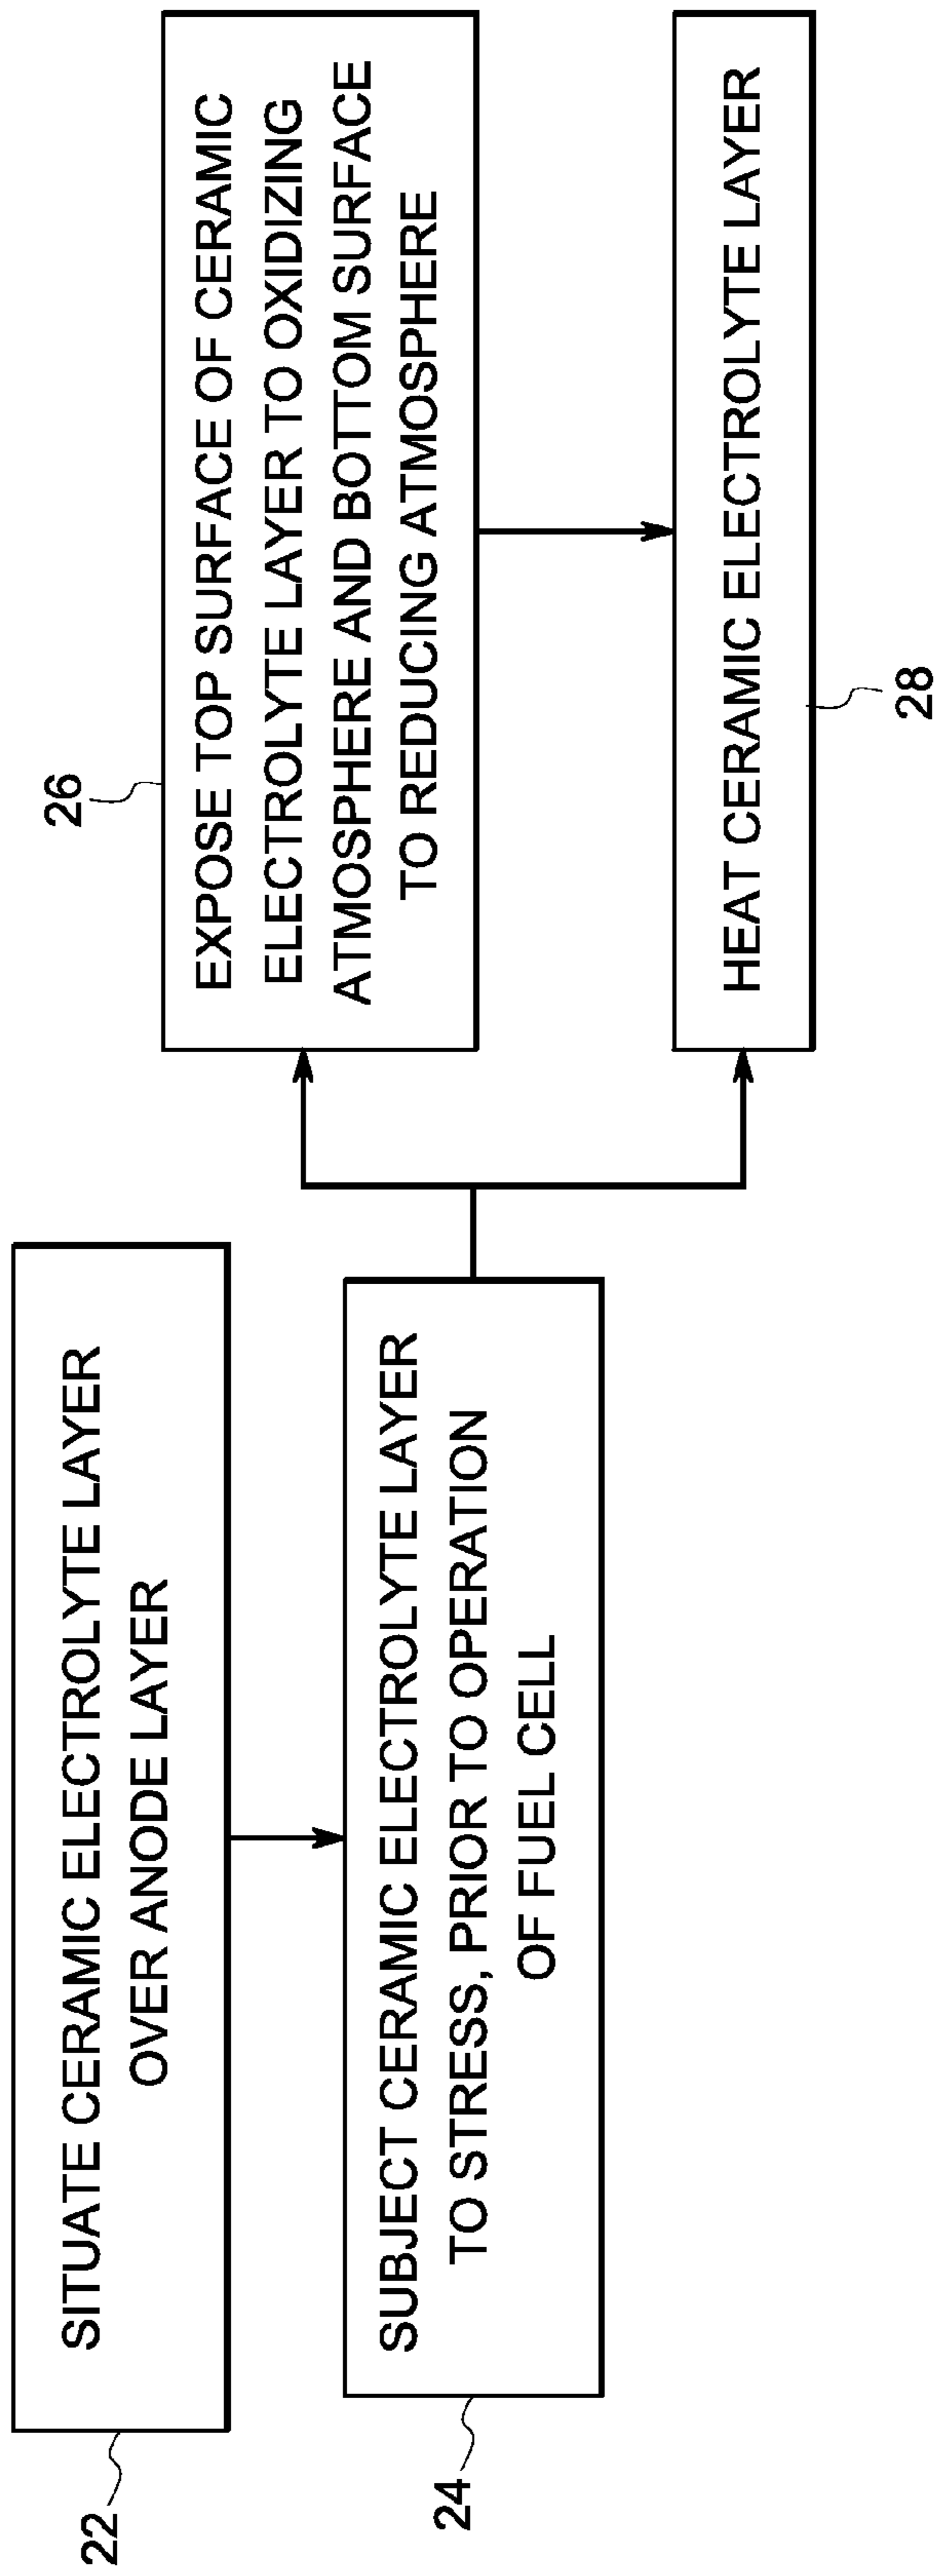 22
SITUATE CERAMIC ELECTROLYTE LAYER
OVER ANODE LAYER
24
SUBJECT CERAMIC ELECTROLYTE LAYER
TO STRESS, PRIOR TO OPERATION
OF FUEL CELL
26
EXPOSE TOP SURFACE OF CERAMIC
ELECTROLYTE LAYER TO OXIDIZING
ATMOSPHERE AND BOTTOM SURFACE
TO REDUCING ATMOSPHERE
HEAT CERAMIC ELECTROLYTE LAYER
28